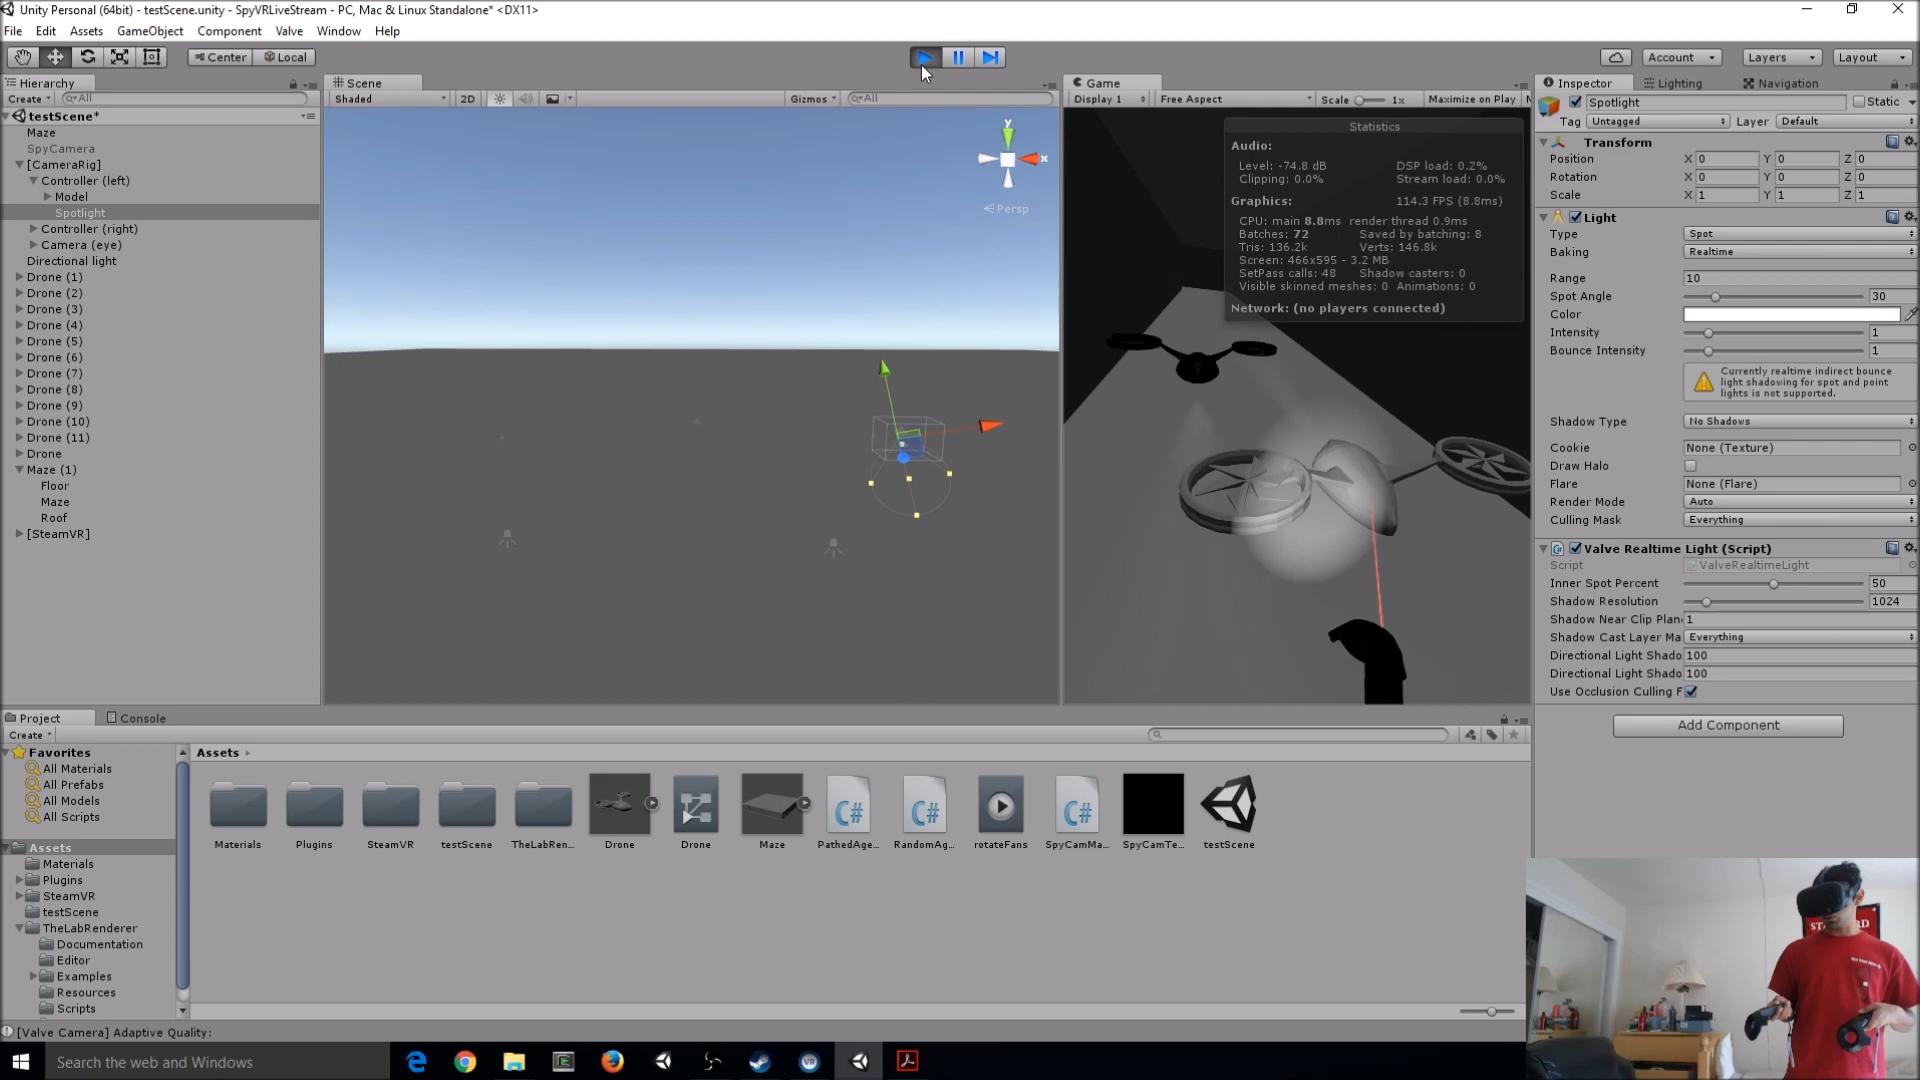 Unity Personal (64bit) - testScene.unity - SpyVRLiveStream - PC, Mac & Linux Standalone* <DX11>
File Edit Assets GameObject Component Valve Window Help
Center Local Account Layers Layout
Hierarchy
Create All
testScene*
Maze
SpyCamera
[CameraRig]
Controller (left)
Model
Spotlight
Controller (right)
Camera (eye)
Directional light
Drone (1)
Drone (2)
Drone (3)
Drone (4)
Drone (5)
Drone (6)
Drone (7)
Drone (8)
Drone (9)
Drone (10)
Drone (11)
Drone
Maze (1)
Floor
Maze
Roof
[SteamVR]
Scene
Shaded 2D Gizmos All
y
x
Persp
Game
Display 1 Free Aspect Scale 1x Maximize on Play
Statistics
Audio:
Level: -74.8 dB DSP load: 0.2%
Clipping: 0.0% Stream load: 0.0%
Graphics: 114.3 FPS (8.8ms)
CPU: main 8.8ms render thread 0.9ms
Batches: 72 Saved by batching: 8
Tris: 136.2k Verts: 146.8k
Screen: 466x595 - 3.2 MB
SetPass calls: 48 Shadow casters: 0
Visible skinned meshes: 0 Animations: 0
Network: (no players connected)
Inspector Lighting Navigation
Spotlight Static
Tag Untagged Layer Default
Transform
Position X 0 Y 0 Z 0
Rotation X 0 Y 0 Z 0
Scale X 1 Y 1 Z 1
Light
Type Spot
Baking Realtime
Range 10
Spot Angle 30
Color
Intensity 1
Bounce Intensity 1
Currently realtime indirect bounce
light shadowing for spot and point
lights is not supported.
Shadow Type No Shadows
Cookie None (Texture)
Draw Halo
Flare None (Flare)
Render Mode Auto
Culling Mask Everything
Valve Realtime Light (Script)
Script ValveRealtimeLight
Inner Spot Percent 50
Shadow Resolution 1024
Shadow Near Clip Plan 1
Shadow Cast Layer Ma Everything
Directional Light Shado 100
Directional Light Shado 100
Use Occlusion Culling F
Add Component
Project Console
Create
Favorites
All Materials
All Prefabs
All Models
All Scripts
Assets
Materials
Plugins
SteamVR
testScene
TheLabRenderer
Documentation
Editor
Examples
Resources
Scripts
Assets
Materials Plugins SteamVR testScene TheLabRen... Drone Drone Maze PathedAge... RandomAg... rotateFans SpyCamMa... SpyCamTe... testScene
[Valve Camera] Adaptive Quality:
Search the web and Windows